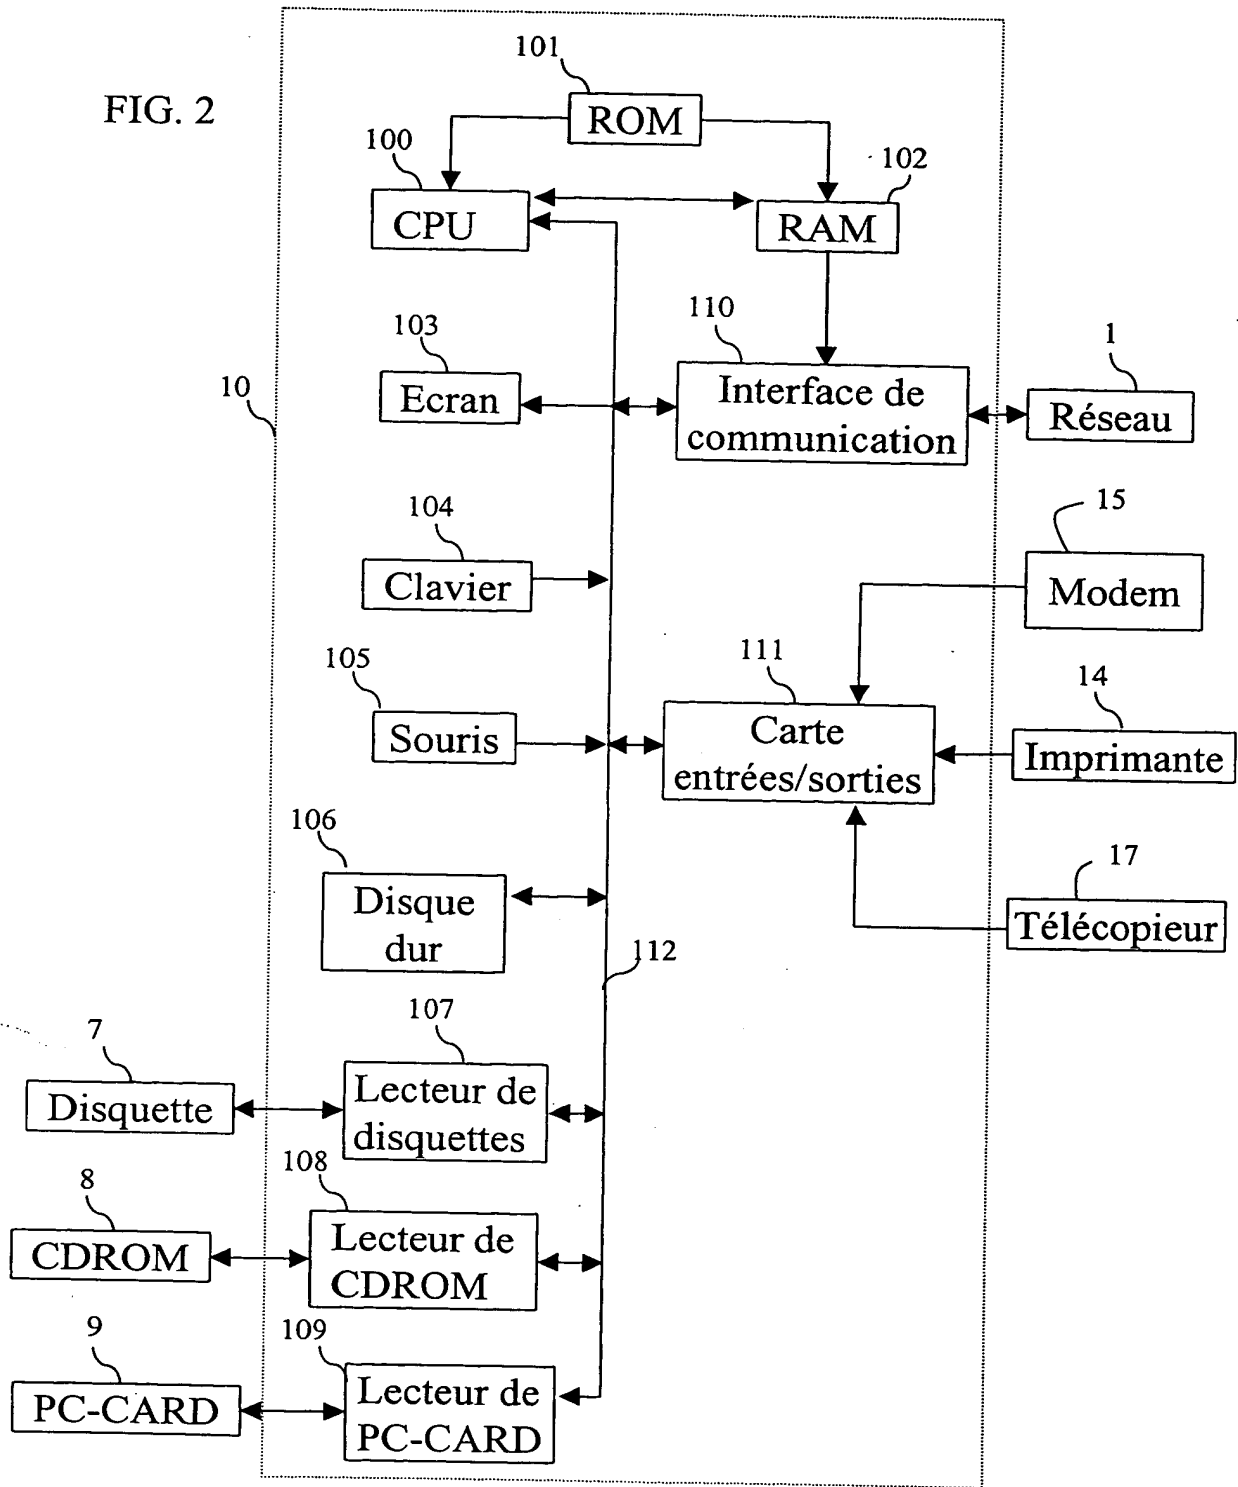 FIG. 2
101
ROM
100
CPU
102
RAM
103
Ecran
110
Interface de
communication
1
Réseau
10
104
Clavier
15
Modem
105
Souris
111
Carte
entrées/sorties
14
Imprimante
106
Disque
dur
17
Télécopieur
112
7
Disquette
107
Lecteur de
disquettes
8
CDROM
108
Lecteur de
CDROM
9
PC-CARD
109
Lecteur de
PC-CARD